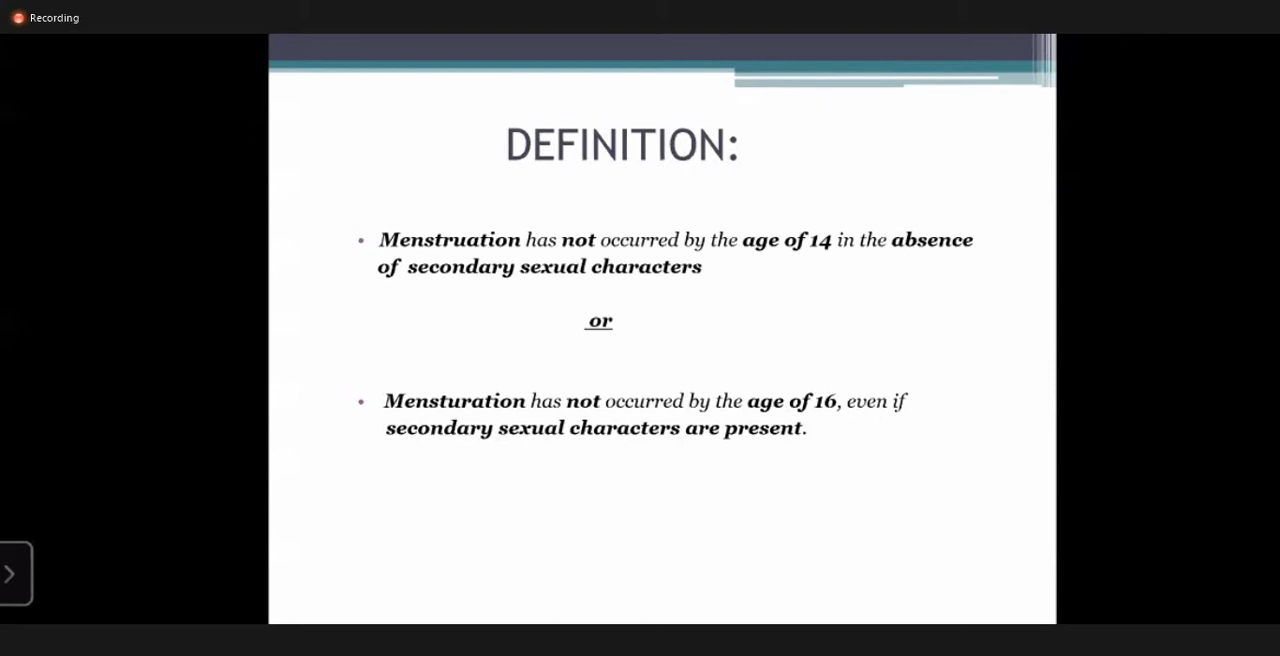 Recording
DEFINITION:
• Menstruation has not occurred by the age of 14 in the absence
of secondary sexual characters
or
• Mensturation has not occurred by the age of 16, even if
secondary sexual characters are present.